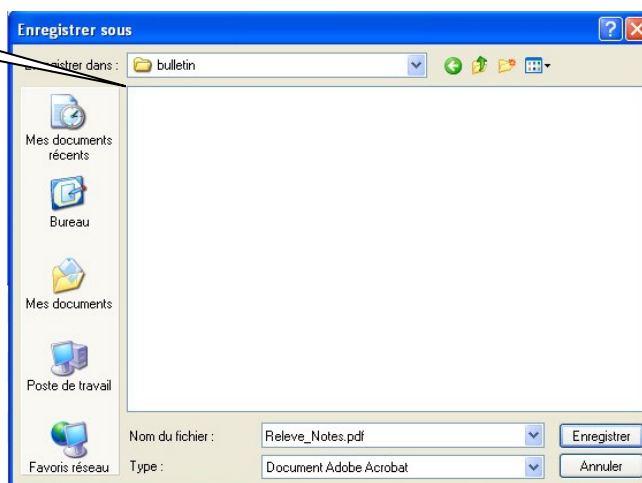 Enregistrer sous
Enregistrer dans :
bulletin
Mes documents
récents
Bureau
Mes documents
Poste de travail
Favoris réseau
Nom du fichier :
Releve_Notes.pdf
Enregistrer
Type :
Document Adobe Acrobat
Annuler